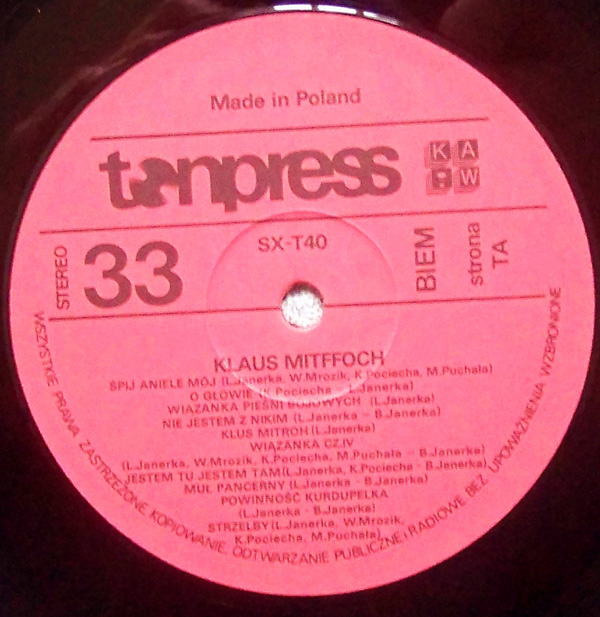 Made in Poland
tonpress
KAW
STEREO
33
SX-T40
BIEM
strona
TA
KLAUS MITFFOCH
ŚPIJ ANIELE MÓJ (L.Janerka, W.Mrozik, K.Pociecha, M.Puchała)
O GŁOWIE (K.Pociecha - L.Janerka)
WIĄZANKA PIEŚNI BOJOWYCH (L.Janerka)
NIE JESTEM Z NIKIM (L.Janerka - B.Janerka)
KLUS MITROH (L.Janerka)
WIĄZANKA CZ.IV
(L.Janerka, W.Mrozik, K.Pociecha, M.Puchała - B.Janerka)
JESTEM TU JESTEM TAM(L.Janerka, K.Pociecha - B.Janerka)
MUŁ PANCERNY (L.Janerka - B.Janerka)
POWINNOŚĆ KURDUPELKA
(L.Janerka - B.Janerka)
STRZELBY(L.Janerka, W.Mrozik,
K.Pociecha, M.Puchała)
WSZYSTKIE PRAWA ZASTRZEŻONE. KOPIOWANIE, ODTWARZANIE PUBLICZNE I RADIOWE BEZ UPOWAŻNIENIA WZBRONIONE